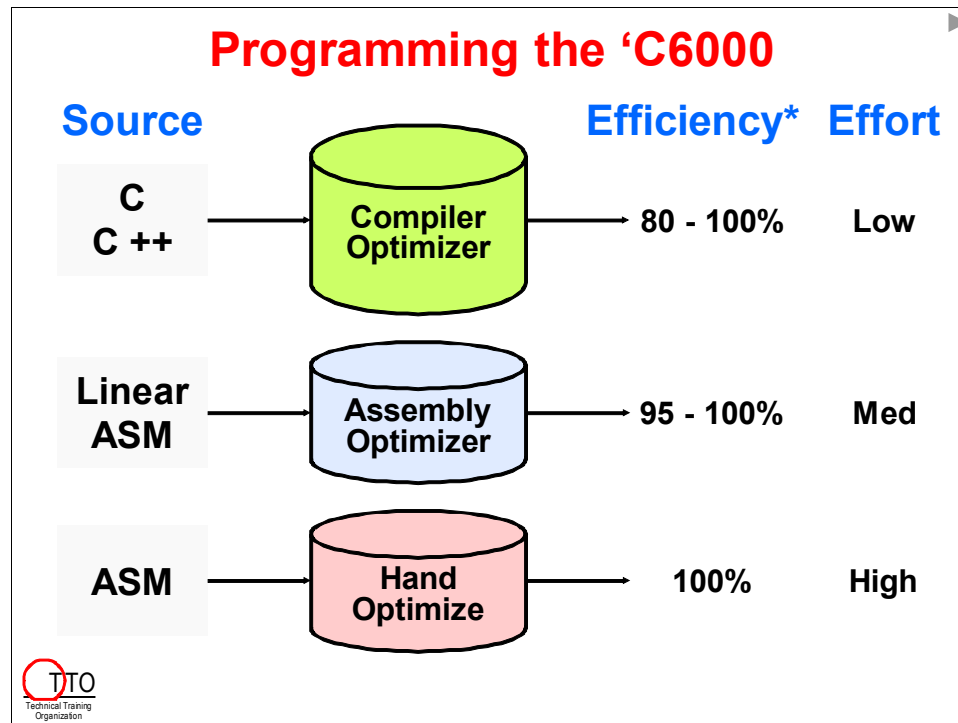 Programming the ‘C6000
Source
Efficiency*
Effort
C
C ++
Compiler
Optimizer
80 - 100%
Low
Linear
ASM
Assembly
Optimizer
95 - 100%
Med
ASM
Hand
Optimize
100%
High
TTO
Technical Training
Organization